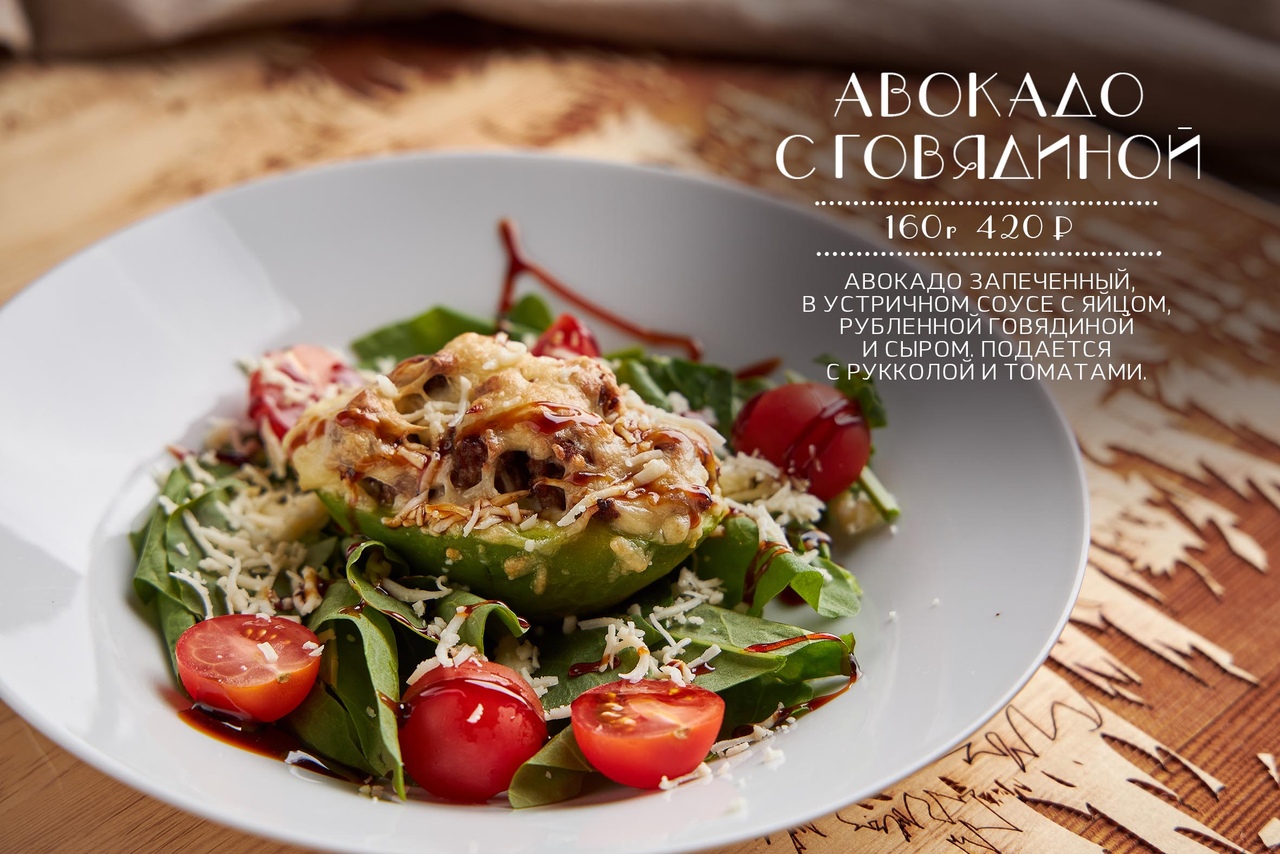 АВОКАДО
С ГОВЯДИНОЙ
160г 420 ₽
АВОКАДО ЗАПЕЧЕННЫЙ,
В УСТРИЧНОМ СОУСЕ С ЯЙЦОМ,
РУБЛЕННОЙ ГОВЯДИНОЙ
И СЫРОМ. ПОДАЕТСЯ
С РУККОЛОЙ И ТОМАТАМИ.